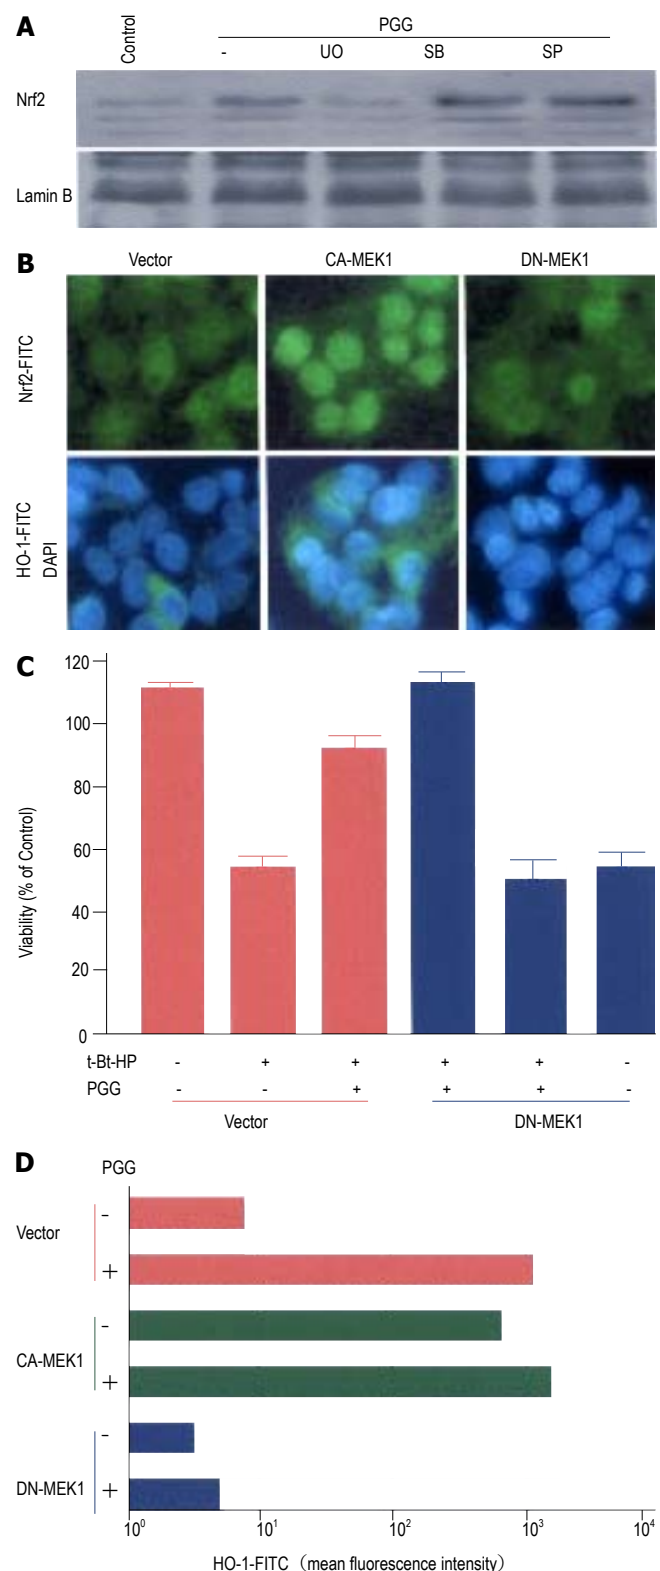 A
Control
PGG
- UO SB SP
Nrf2
Lamin B
B
Vector CA-MEK1 DN-MEK1
Nrf2-FITC
HO-1-FITC
DAPI
C
Viability (% of Control)
120
100
80
60
40
20
0
t-Bt-HP - + + + + -
PGG - - + + + -
Vector DN-MEK1
D
PGG
Vector
-
+
CA-MEK1
-
+
DN-MEK1
-
+
10⁰ 10¹ 10² 10³ 10⁴
HO-1-FITC (mean fluorescence intensity)